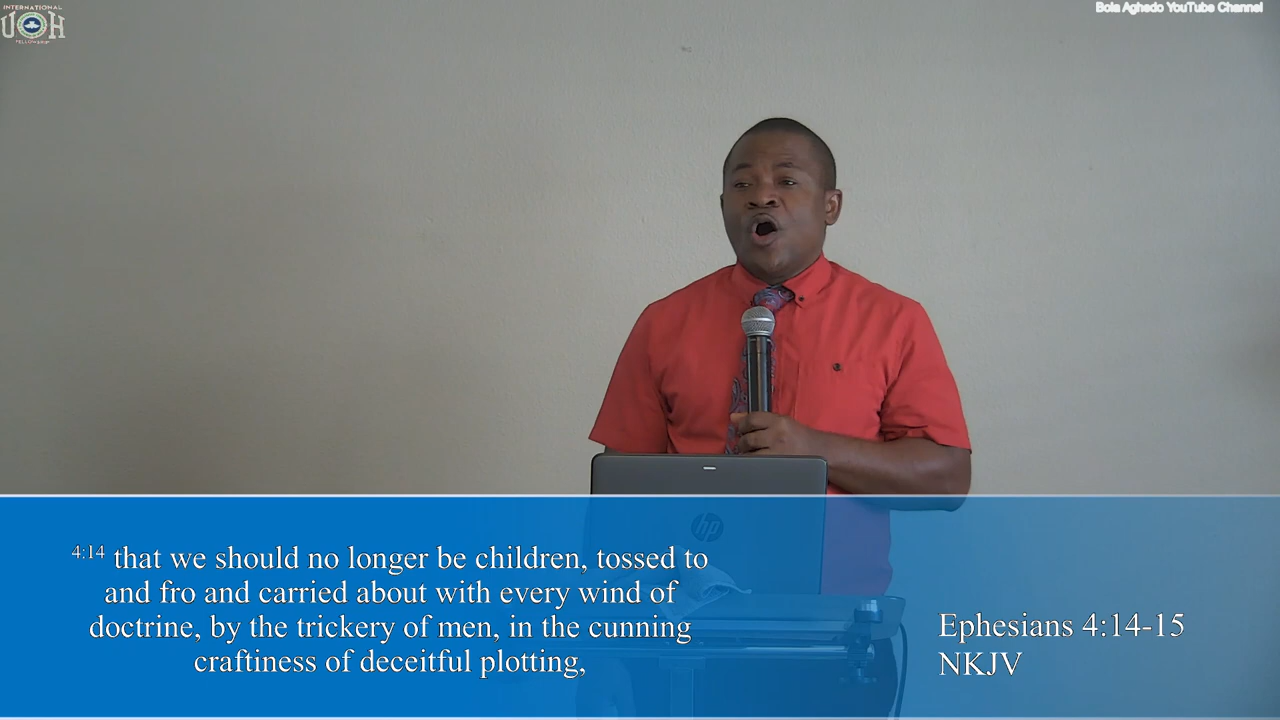 INTERNATIONAL
UOH
FELLOWSHIP
Bola Aghedo YouTube Channel
hp
4:14 that we should no longer be children, tossed to
and fro and carried about with every wind of
doctrine, by the trickery of men, in the cunning
craftiness of deceitful plotting,
Ephesians 4:14-15
NKJV